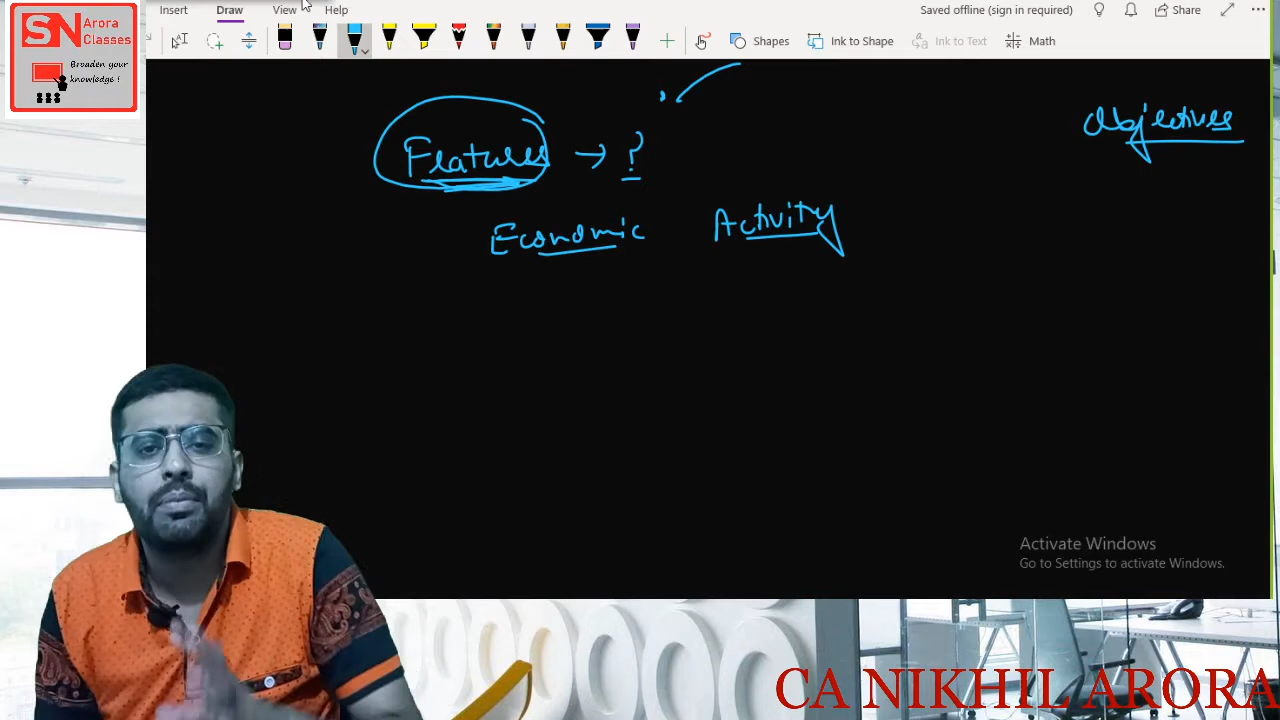 SN Arora Classes
Broaden your knowledge !
Insert Draw View Help
Saved offline (sign in required) Share
Shapes Ink to Shape Ink to Text Math
Objectives
Features → ?
Economic Activity
Activate Windows
Go to Settings to activate Windows.
CA NIKHIL ARORA